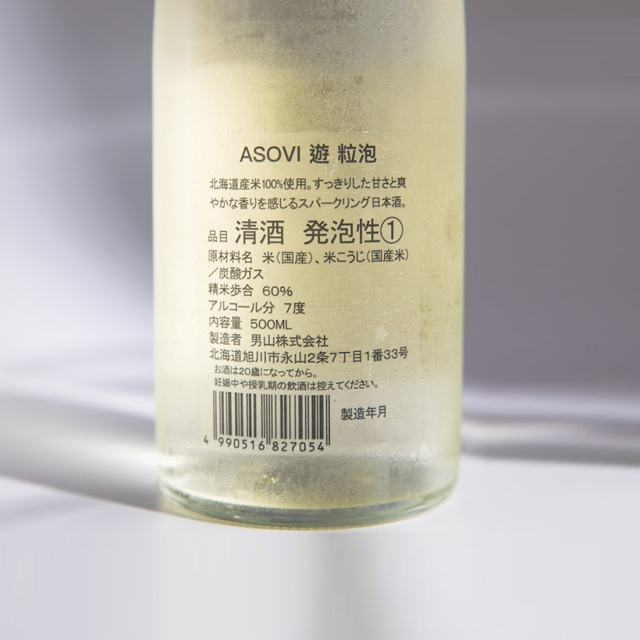 ASOVI 遊 粒泡
北海道産米100%使用。すっきりした甘さと爽
やかな香りを感じるスパークリング日本酒。
品目 清酒 発泡性①
原材料名 米(国産)、米こうじ(国産米)
/炭酸ガス
精米歩合 60%
アルコール分 7度
内容量 500ML
製造者 男山株式会社
北海道旭川市永山2条7丁目1番33号
お酒は20歳になってから。
妊娠中や授乳期の飲酒は控えてください。
製造年月
4 990516 827054